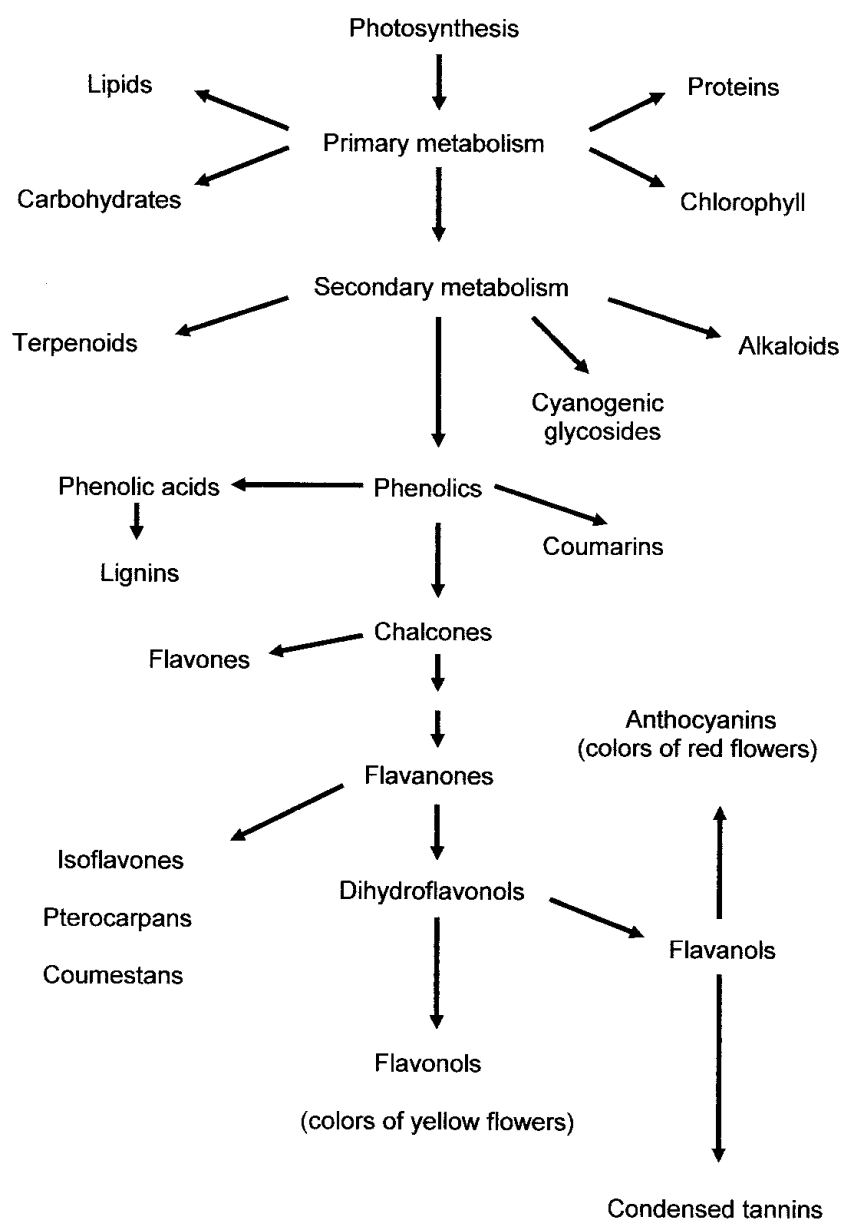 Photosynthesis
Lipids
Proteins
Primary metabolism
Carbohydrates
Chlorophyll
Secondary metabolism
Terpenoids
Alkaloids
Cyanogenic
glycosides
Phenolic acids
Phenolics
Coumarins
Lignins
Chalcones
Flavones
Anthocyanins
(colors of red flowers)
Flavanones
Isoflavones
Dihydroflavonols
Pterocarpans
Flavanols
Coumestans
Flavonols
(colors of yellow flowers)
Condensed tannins